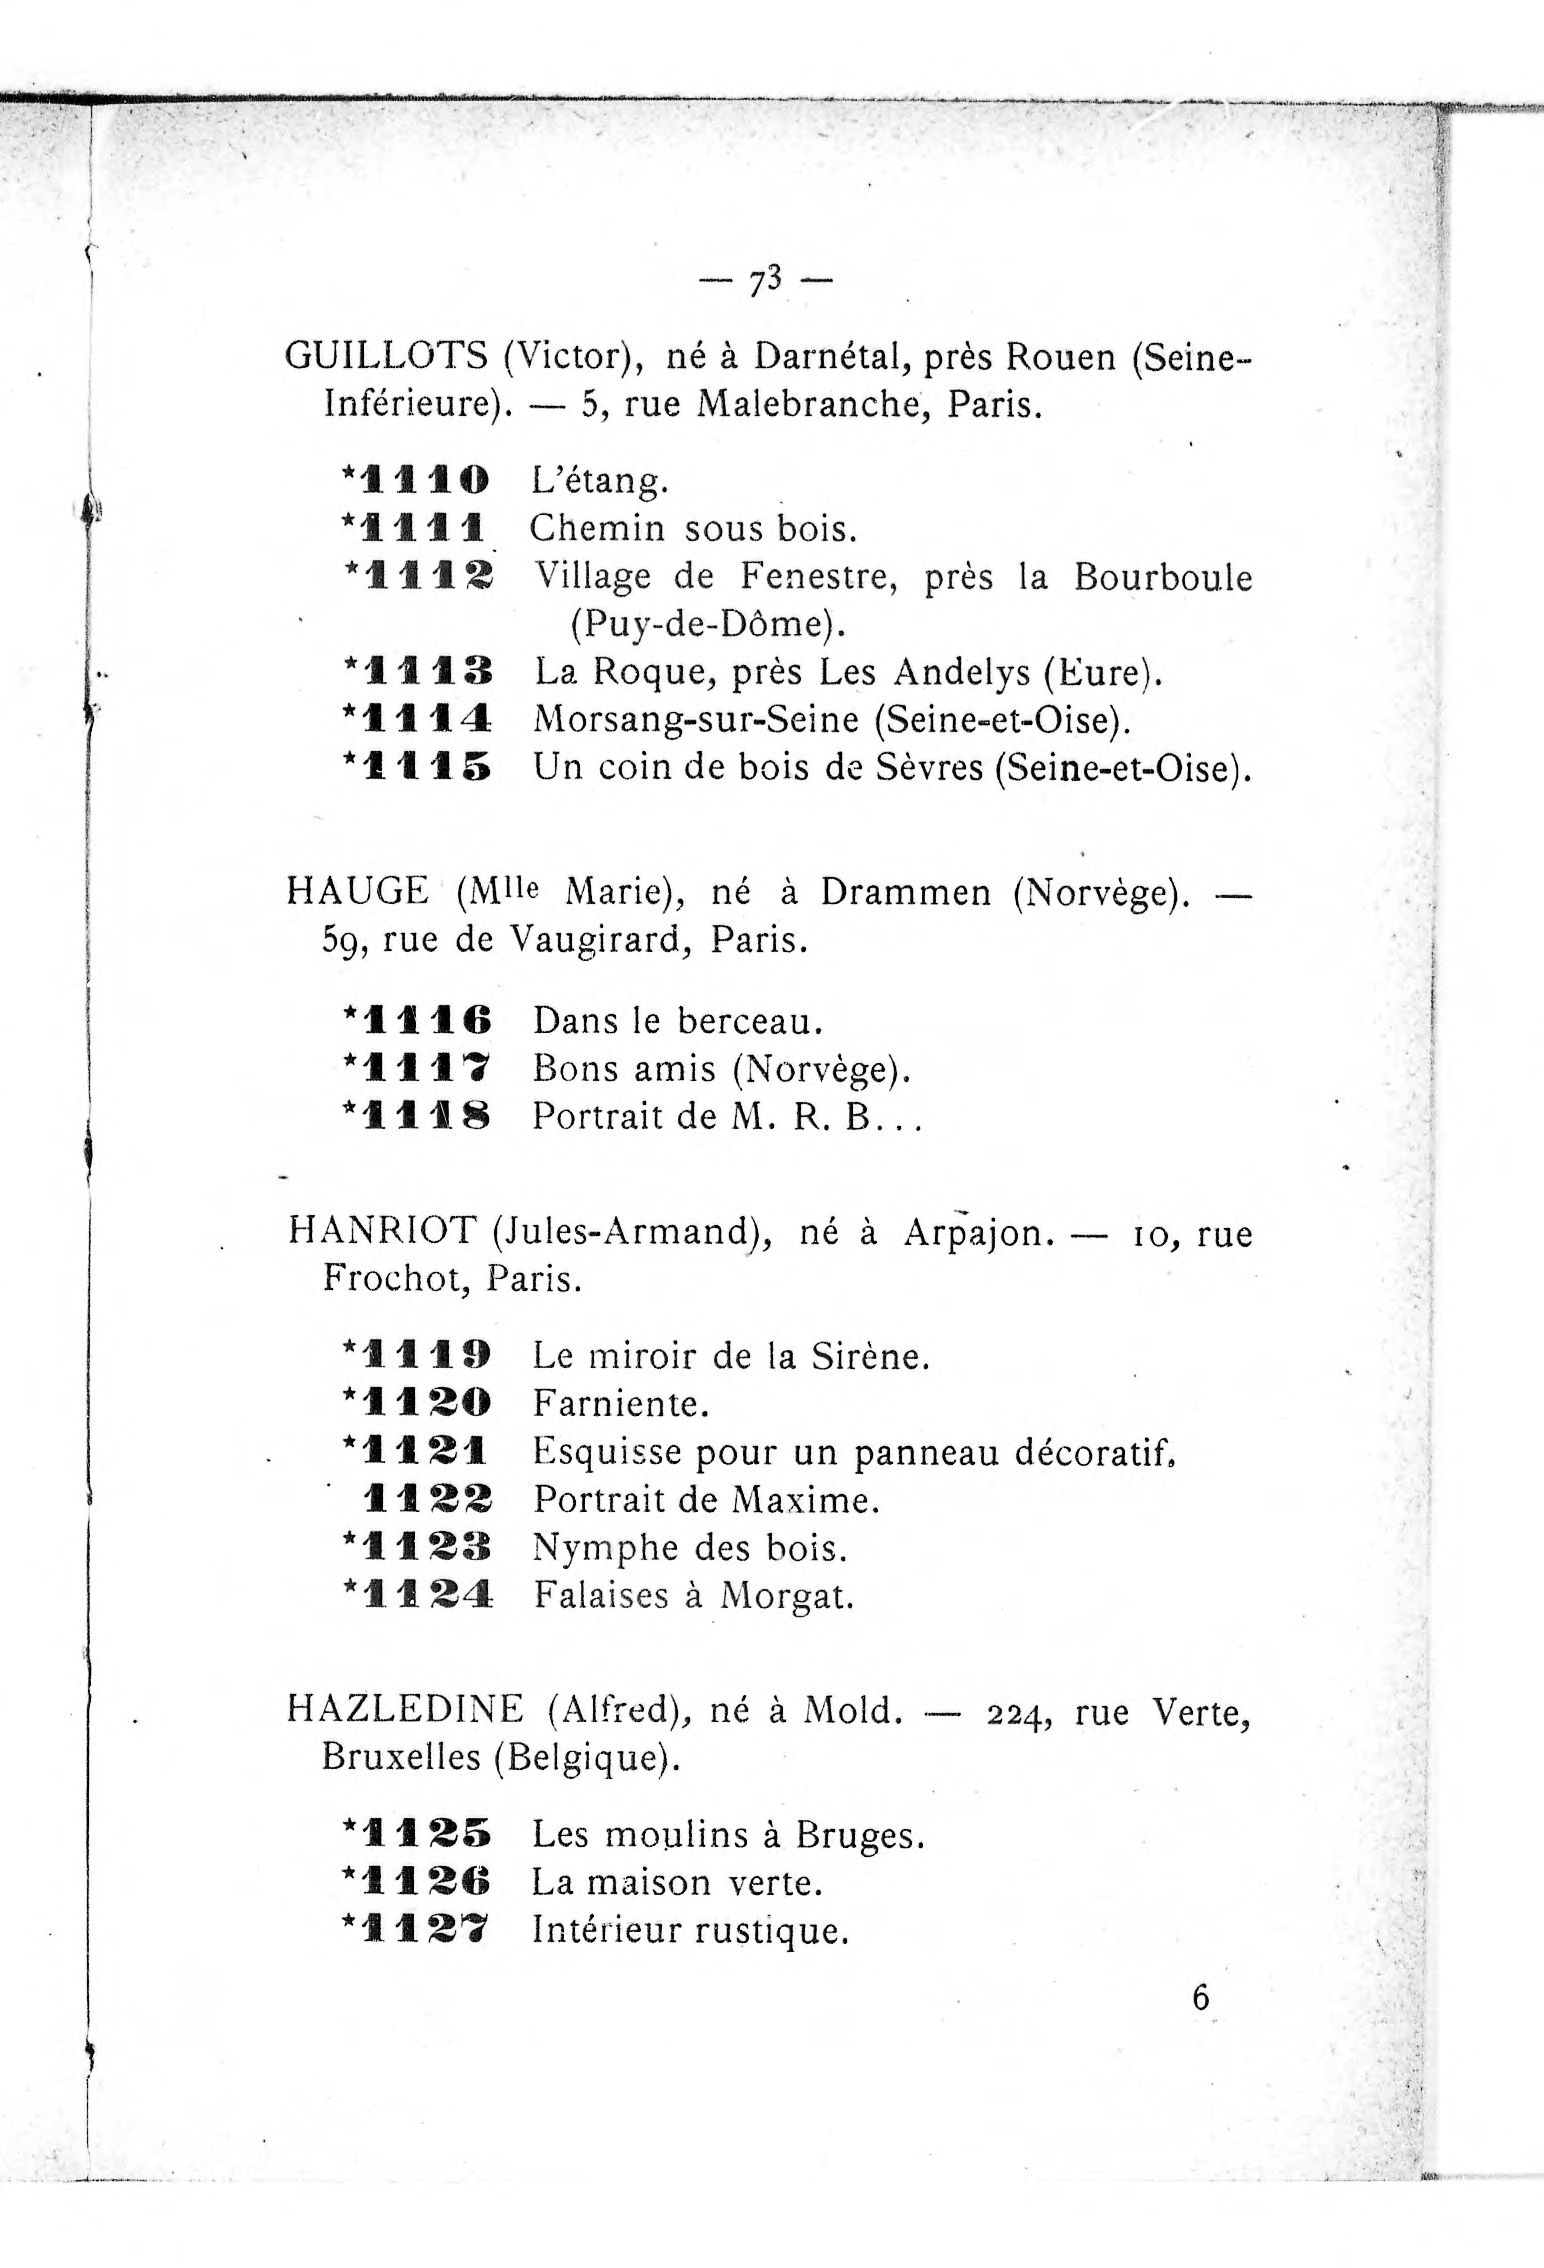 — 73 —
GUILLOTS (Victor), né à Darnétal, près Rouen (Seine-
Inférieure). — 5, rue Malebranche, Paris.
*1110 L'étang.
*1111 Chemin sous bois.
*1112 Village de Fenestre, près la Bourboule
(Puy-de-Dôme).
*1113 La Roque, près Les Andelys (Eure).
*1114 Morsang-sur-Seine (Seine-et-Oise).
*1115 Un coin de bois de Sèvres (Seine-et-Oise).
HAUGE (Mlle Marie), né à Drammen (Norvège). —
59, rue de Vaugirard, Paris.
*1116 Dans le berceau.
*1117 Bons amis (Norvège).
*1118 Portrait de M. R. B...
HANRIOT (Jules-Armand), né à Arpajon. — 10, rue
Frochot, Paris.
*1119 Le miroir de la Sirène.
*1120 Farniente.
*1121 Esquisse pour un panneau décoratif.
1122 Portrait de Maxime.
*1123 Nymphe des bois.
*1124 Falaises à Morgat.
HAZLEDINE (Alfred), né à Mold. — 224, rue Verte,
Bruxelles (Belgique).
*1125 Les moulins à Bruges.
*1126 La maison verte.
*1127 Intérieur rustique.
6